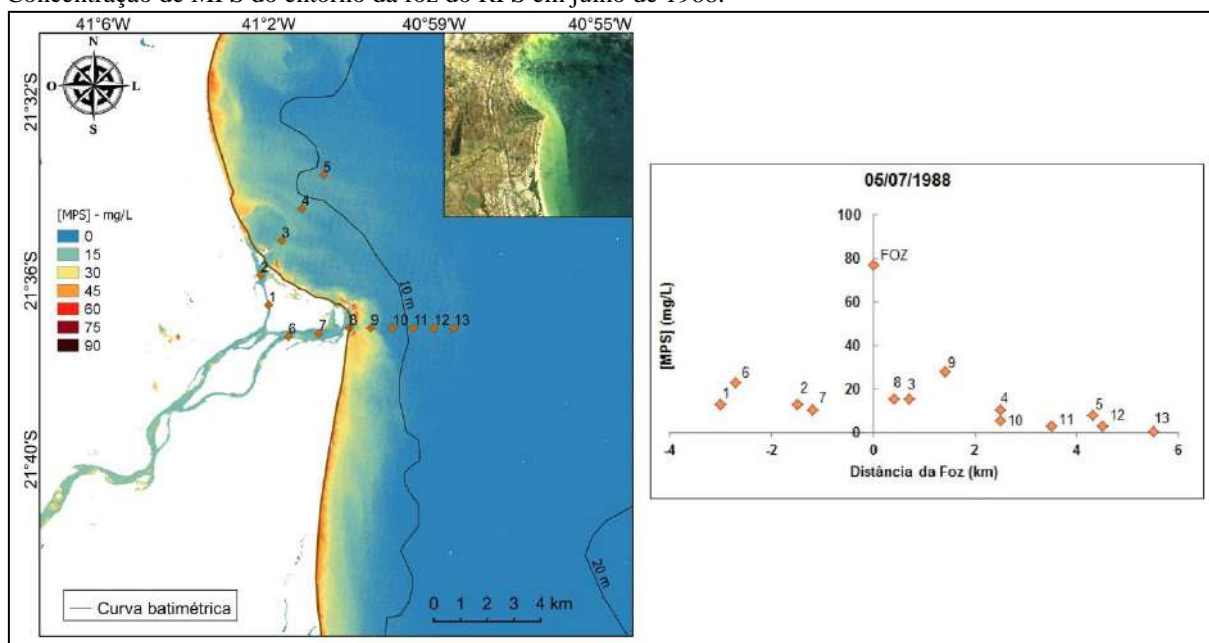 Concentração de MPS do entorno da foz do RPS em julho de 1988.
41°6'W 41°2'W 40°59'W 40°55'W
21°32'S
21°36'S
21°40'S
N
O L
S
[MPS] - mg/L
0
15
30
45
60
75
90
5
4
3
2
1
6 7 8 9 10 11 12 13
10 m
20 m
Curva batimétrica
0 1 2 3 4 km
05/07/1988
[MPS] (mg/L)
100
80
60
40
20
0
FOZ
1
6
2
7
8
3
9
4
10
11
5
12
13
-4 -2 0 2 4 6
Distância da Foz (km)